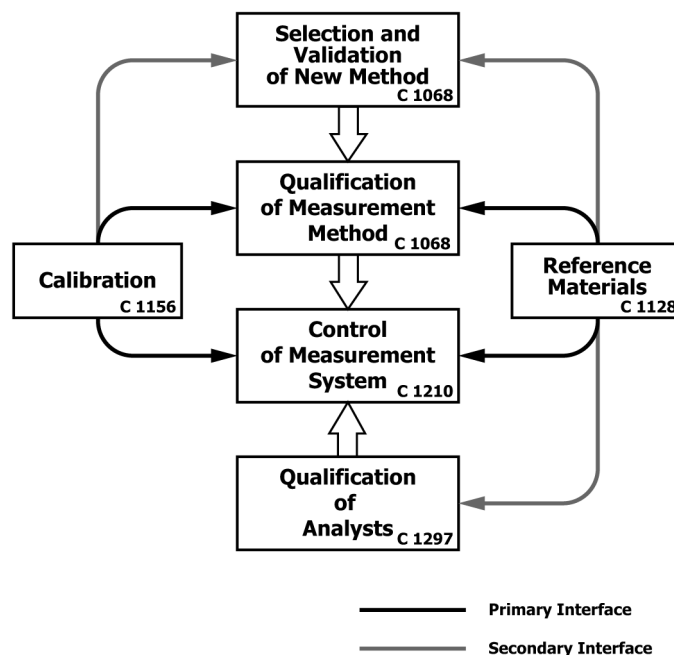 Selection and
Validation
of New Method
C 1068
Qualification
of Measurement
Method
C 1068
Calibration
C 1156
Reference
Materials
C 1128
Control
of Measurement
System
C 1210
Qualification
of
Analysts
C 1297
Primary Interface
Secondary Interface